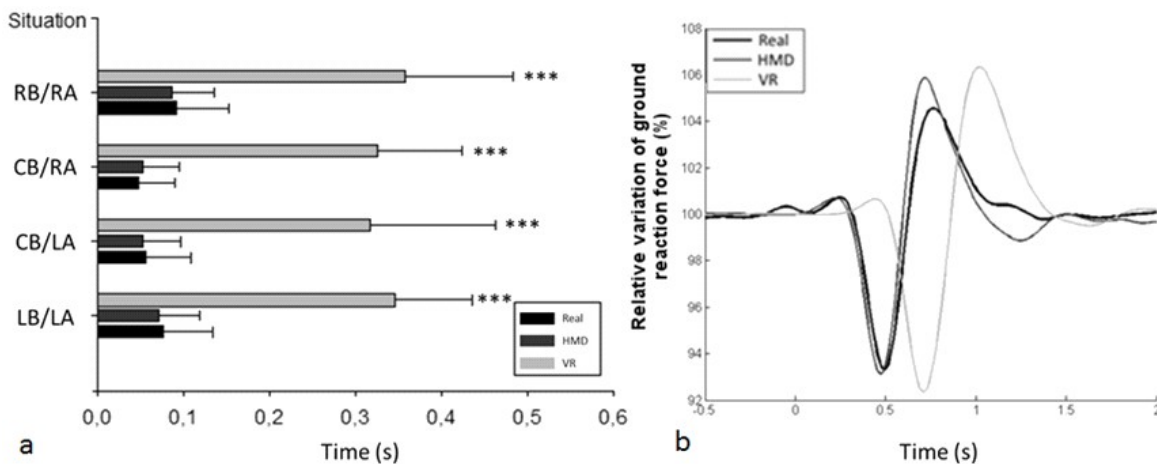 Situation
RB/RA
CB/RA
CB/LA
LB/LA
***
***
***
***
Real
HMD
VR
0,0 0,1 0,2 0,3 0,4 0,5 0,6
a
Time (s)
Relative variation of ground
reaction force (%)
108
106
104
102
100
98
96
94
92
Real
HMD
VR
-0.5 0 0.5 1 1.5 2
b
Time (s)